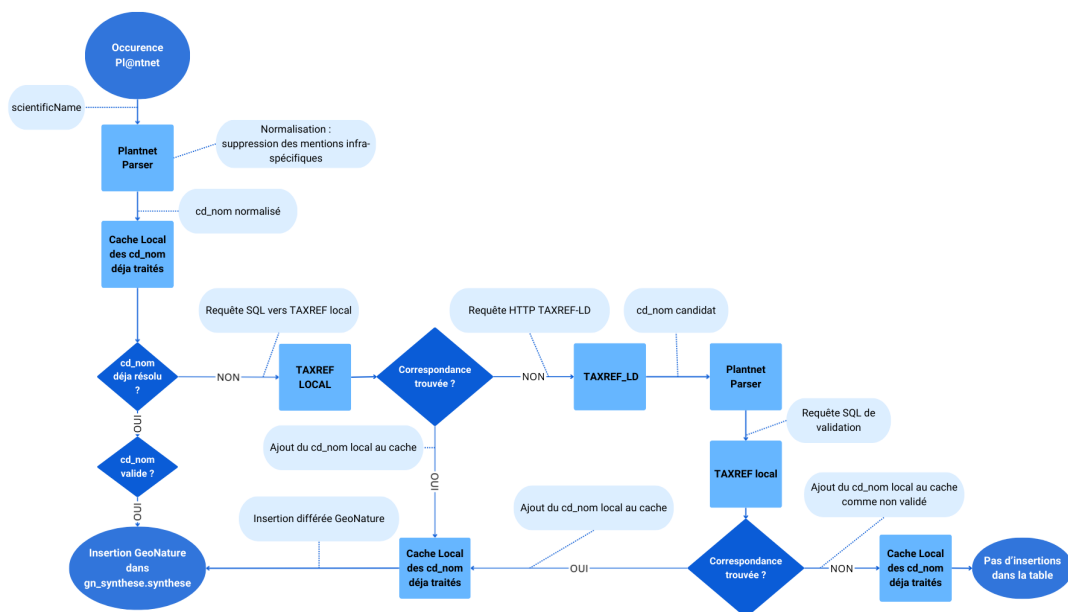 Occurence
Pl@ntnet
scientificName
Plantnet
Parser
Normalisation :
suppression des mentions infra-
spécifiques
cd_nom normalisé
Cache Local
des cd_nom
déja traités
Requête SQL vers TAXREF local
Requête HTTP TAXREF-LD
cd_nom candidat
cd_nom
déja résolu
?
NON
TAXREF
LOCAL
Correspondance
trouvée ?
NON
TAXREF_LD
Plantnet
Parser
OUI
Requête SQL de
validation
Ajout du cd_nom local au cache
cd_nom
valide ?
OUI
TAXREF local
OUI
Ajout du cd_nom local au cache
comme non validé
Insertion différée GeoNature
Ajout du cd_nom local au cache
Insertion GeoNature
dans
gn_synthese.synthese
Cache Local
des cd_nom
déja traités
OUI
Correspondance
trouvée ?
NON
Cache Local
des cd_nom
déja traités
Pas d'insertions
dans la table